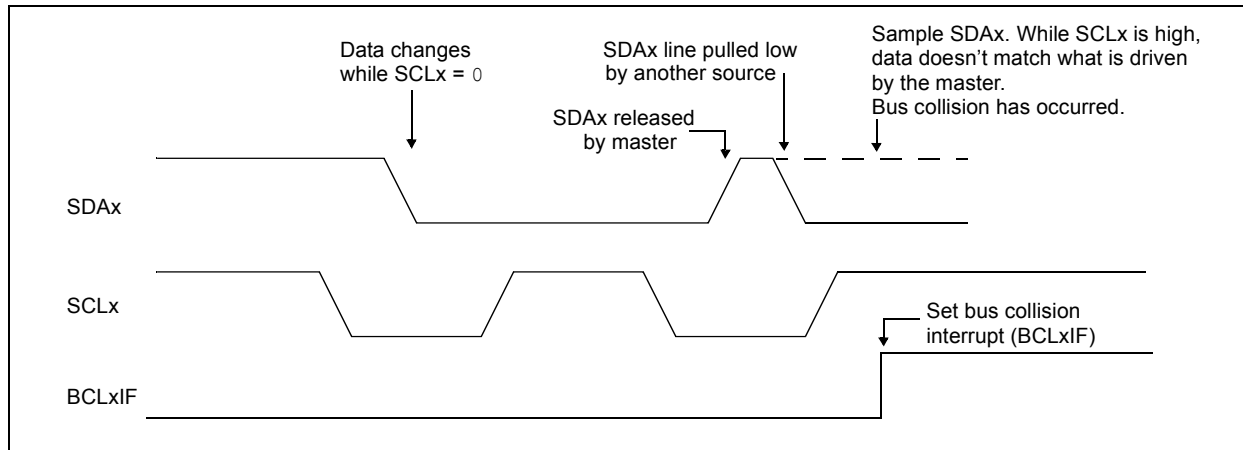 Data changes
while SCLx = 0
SDAx line pulled low
by another source
SDAx released
by master
Sample SDAx. While SCLx is high,
data doesn't match what is driven
by the master.
Bus collision has occurred.
SDAx
SCLx
Set bus collision
interrupt (BCLxIF)
BCLxIF